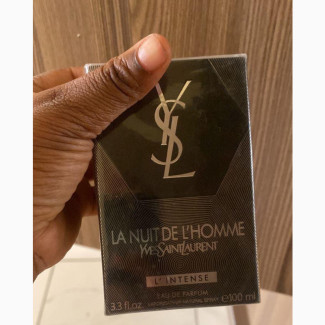 YSL
LA NUIT DE L'HOMME
YVES SAINT LAURENT
L'INTENSE
EAU DE PARFUM
3.3 fl. oz. ℮ 100 ml